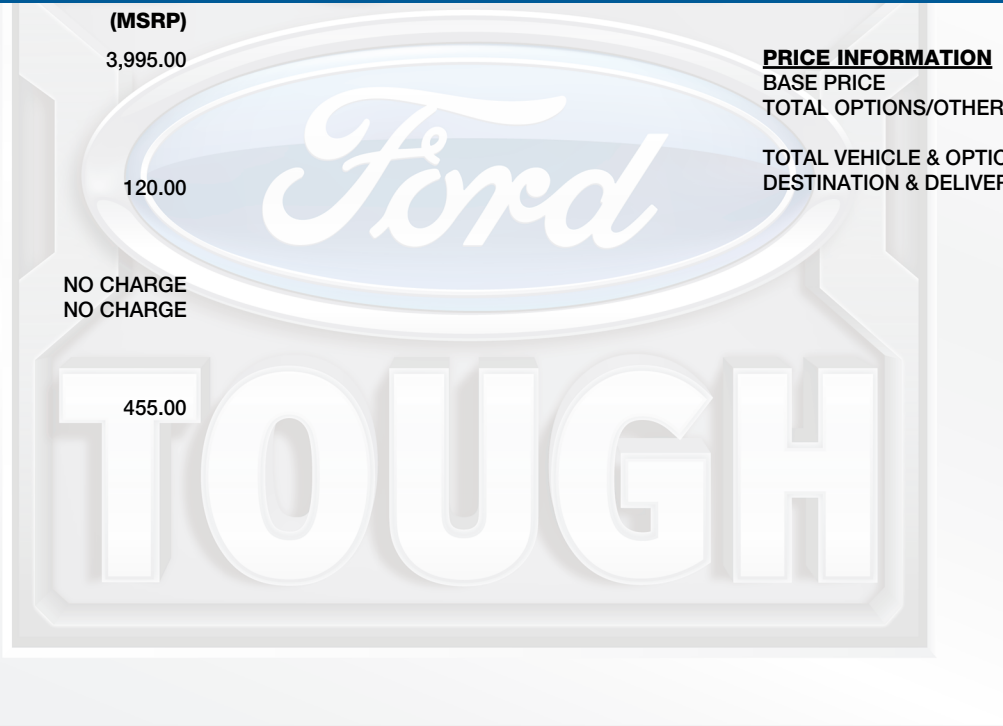 (MSRP)
3,995.00
120.00
NO CHARGE
NO CHARGE
455.00
PRICE INFORMATION
BASE PRICE
TOTAL OPTIONS/OTHER
TOTAL VEHICLE & OPTIO
DESTINATION & DELIVER
Ford
TOUGH